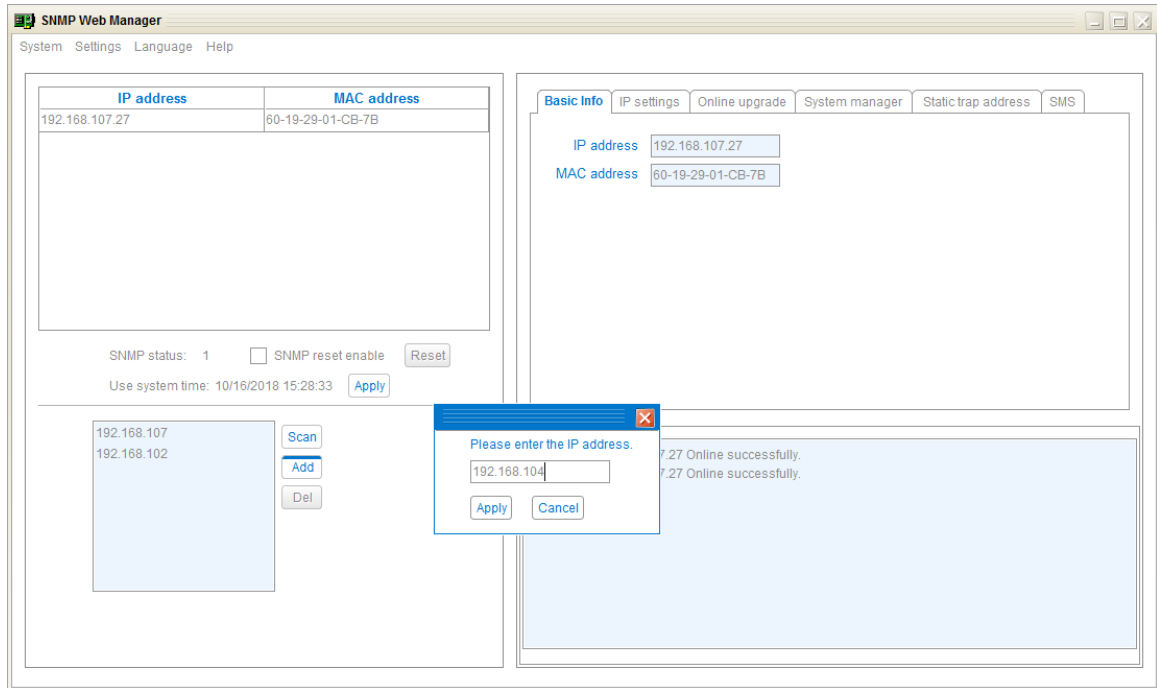 SNMP Web Manager
System Settings Language Help
IP address MAC address
192.168.107.27 60-19-29-01-CB-7B
SNMP status: 1 SNMP reset enable Reset
Use system time: 10/16/2018 15:28:33 Apply
192.168.107
192.168.102
Scan
Add
Del
Basic Info IP settings Online upgrade System manager Static trap address SMS
IP address 192.168.107.27
MAC address 60-19-29-01-CB-7B
Please enter the IP address.
192.168.104
Apply Cancel
7.27 Online successfully.
7.27 Online successfully.